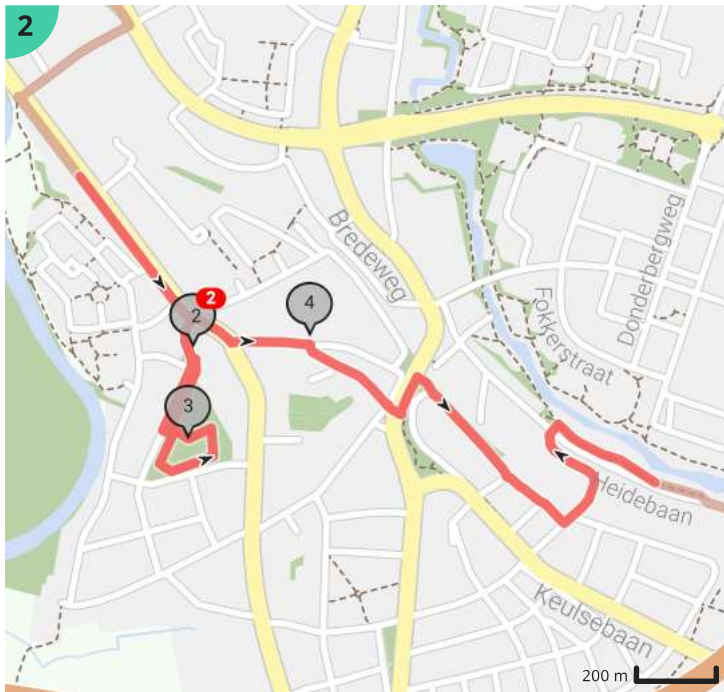 2
Bredeweg
Donderbergweg
2
2
4
Fokkerstraat
3
Heidebaan
Keulsebaan
200 m